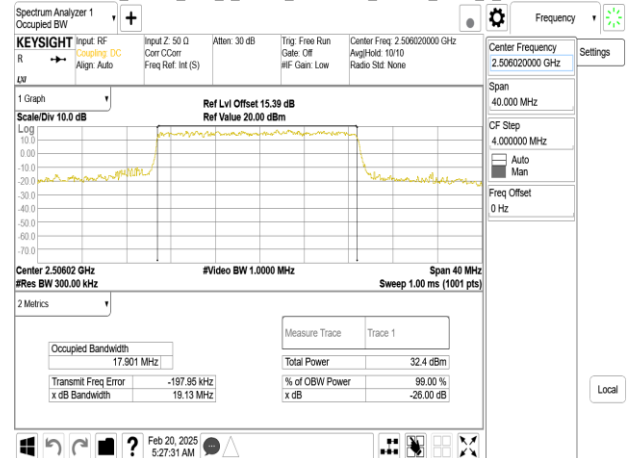 Spectrum Analyzer 1
Occupied BW
Frequency
KEYSIGHT
R
LXI
Input: RF
Coupling: DC
Align: Auto
Input Z: 50 Ω
Corr CCorr
Freq Ref: Int (S)
Atten: 30 dB
Trig: Free Run
Gate: Off
#IF Gain: Low
Center Freq: 2.506020000 GHz
Avg|Hold: 10/10
Radio Std: None
Center Frequency
2.506020000 GHz
Settings
Span
40.000 MHz
CF Step
4.000000 MHz
Auto
Man
Freq Offset
0 Hz
Local
1 Graph
Scale/Div 10.0 dB
Ref Lvl Offset 15.39 dB
Ref Value 20.00 dBm
Log
10.0
0.00
-10.0
-20.0
-30.0
-40.0
-50.0
-60.0
-70.0
Center 2.50602 GHz
#Res BW 300.00 kHz
#Video BW 1.0000 MHz
Span 40 MHz
Sweep 1.00 ms (1001 pts)
2 Metrics
Measure Trace
Trace 1
Occupied Bandwidth
17.901 MHz
Total Power
32.4 dBm
Transmit Freq Error
-197.95 kHz
% of OBW Power
99.00 %
x dB Bandwidth
19.13 MHz
x dB
-26.00 dB
?
Feb 20, 2025
5:27:31 AM